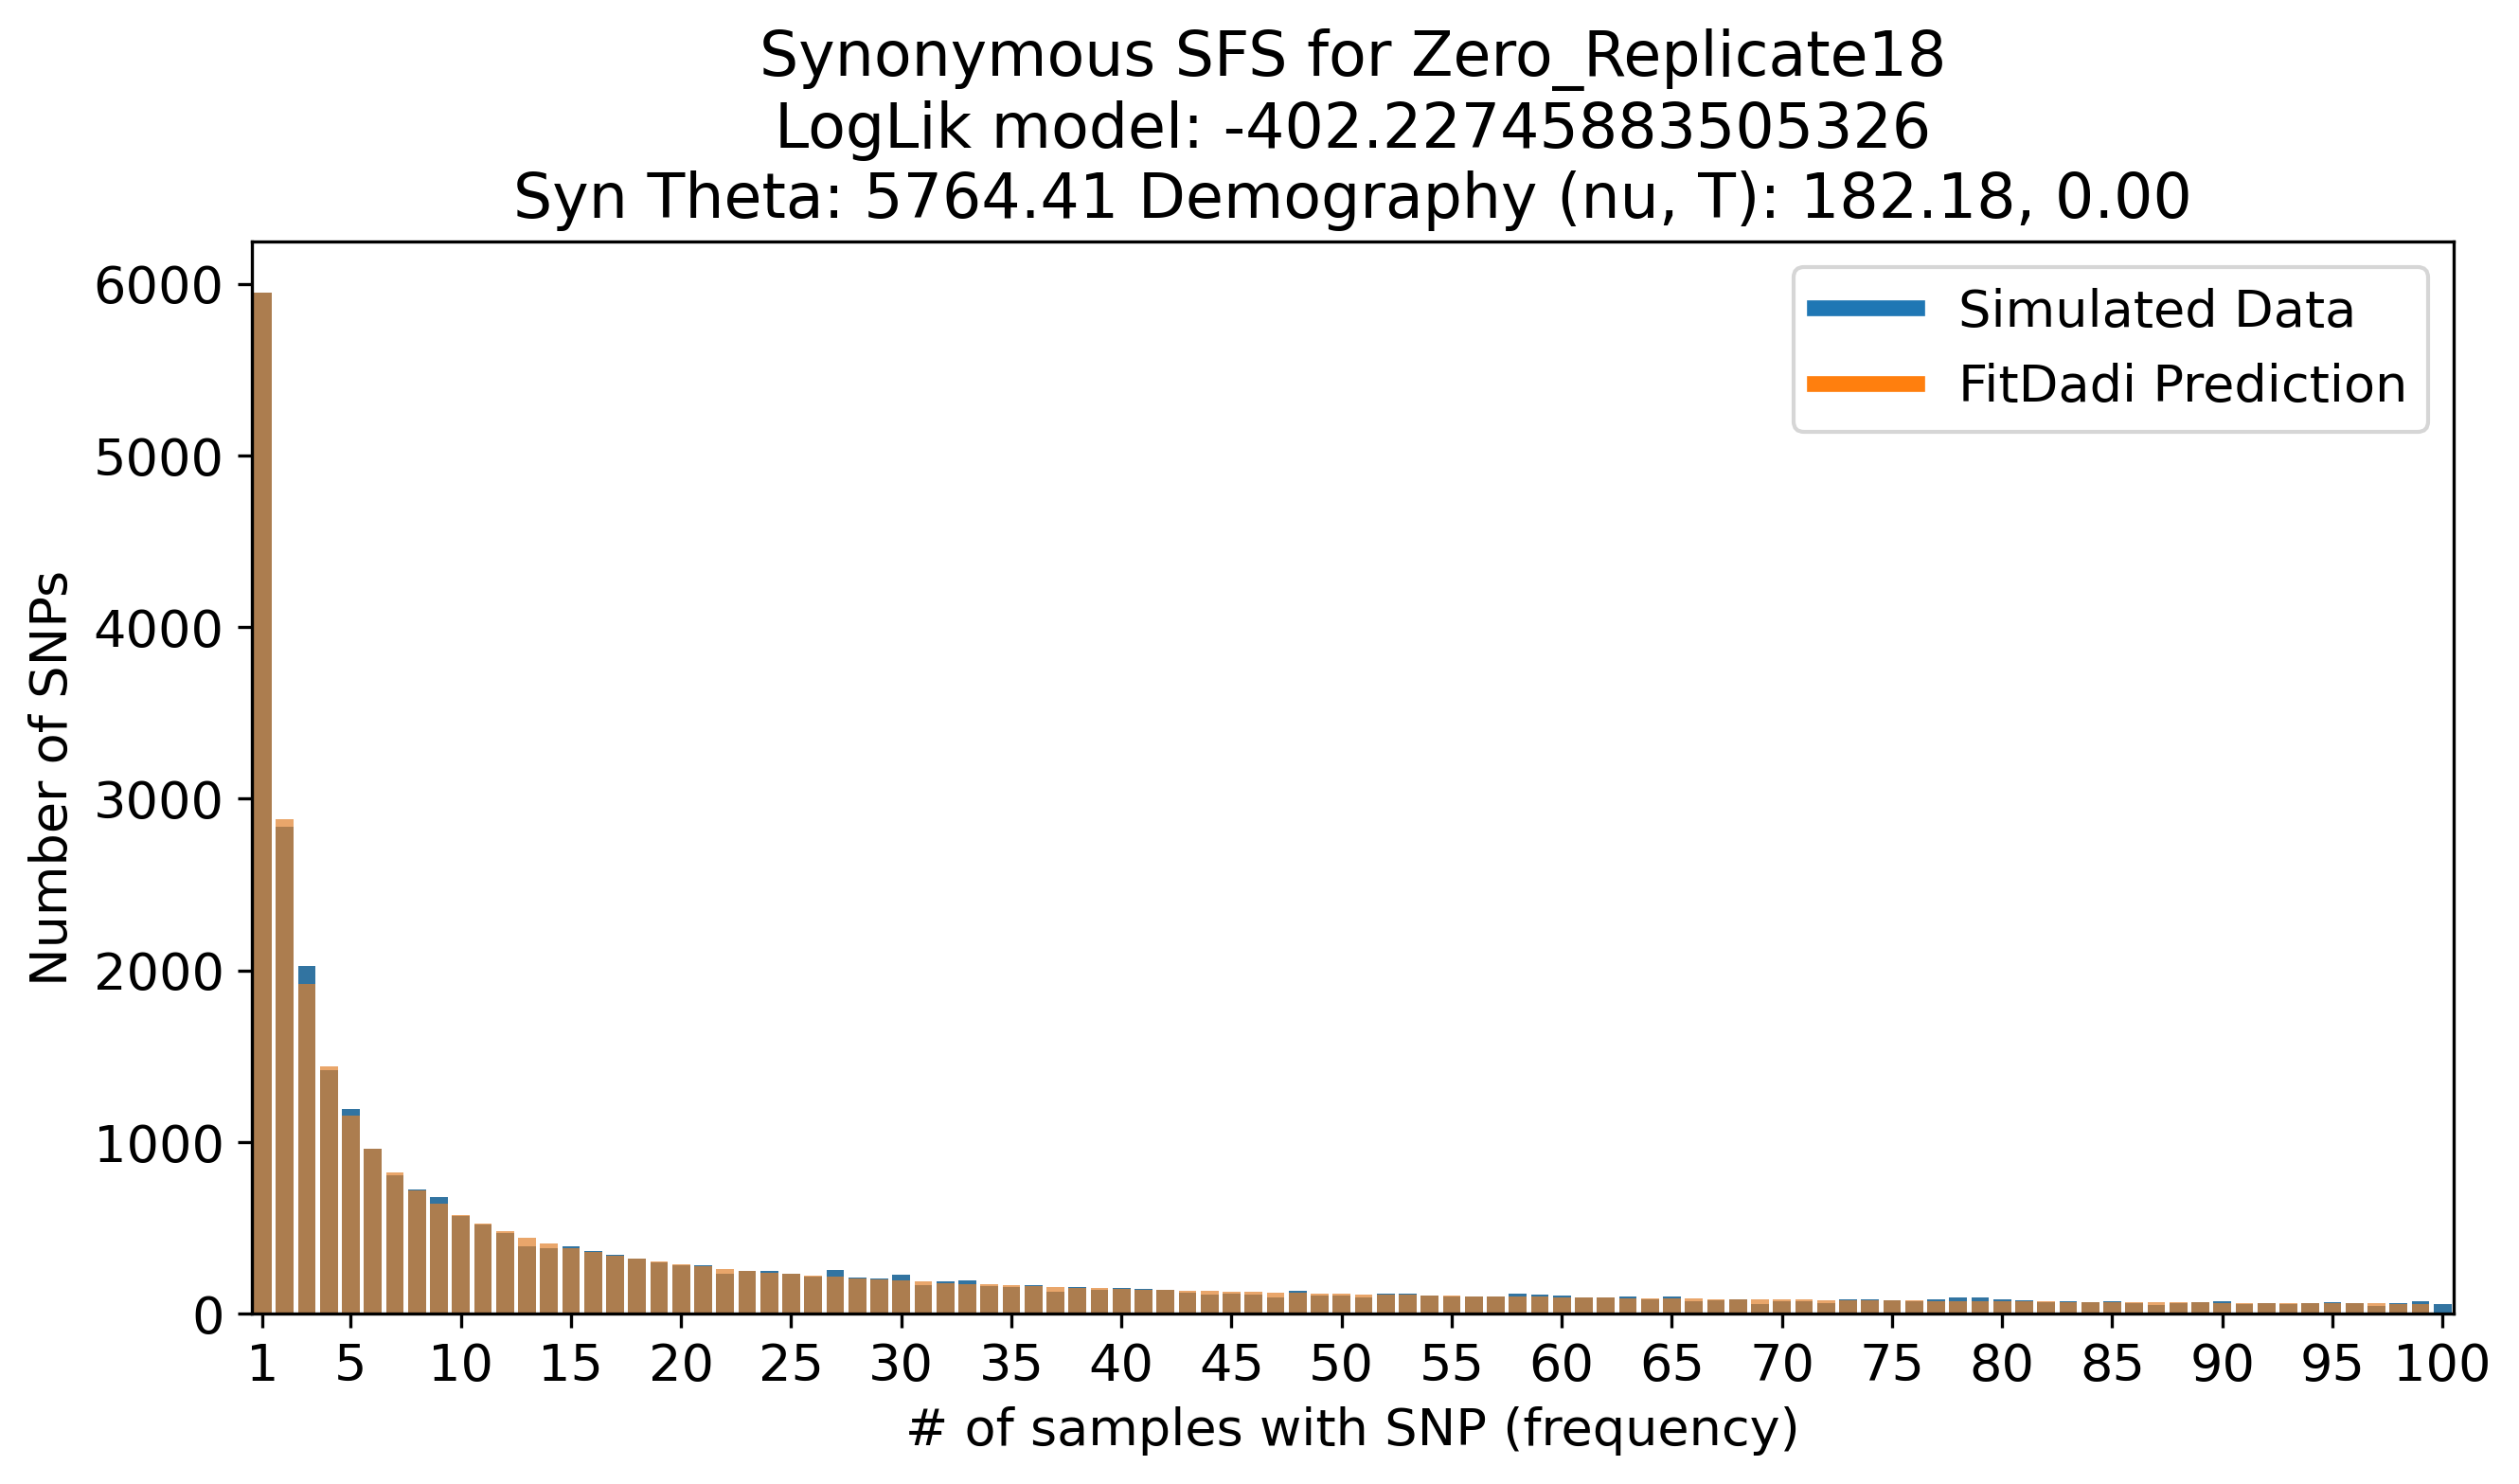 Synonymous SFS for Zero_Replicate18
LogLik model: -402.22745883505326
Syn Theta: 5764.41 Demography (nu, T): 182.18, 0.00
Simulated Data
FitDadi Prediction
6000
5000
4000
3000
2000
1000
0
Number of SNPs
1 5 10 15 20 25 30 35 40 45 50 55 60 65 70 75 80 85 90 95 100
# of samples with SNP (frequency)